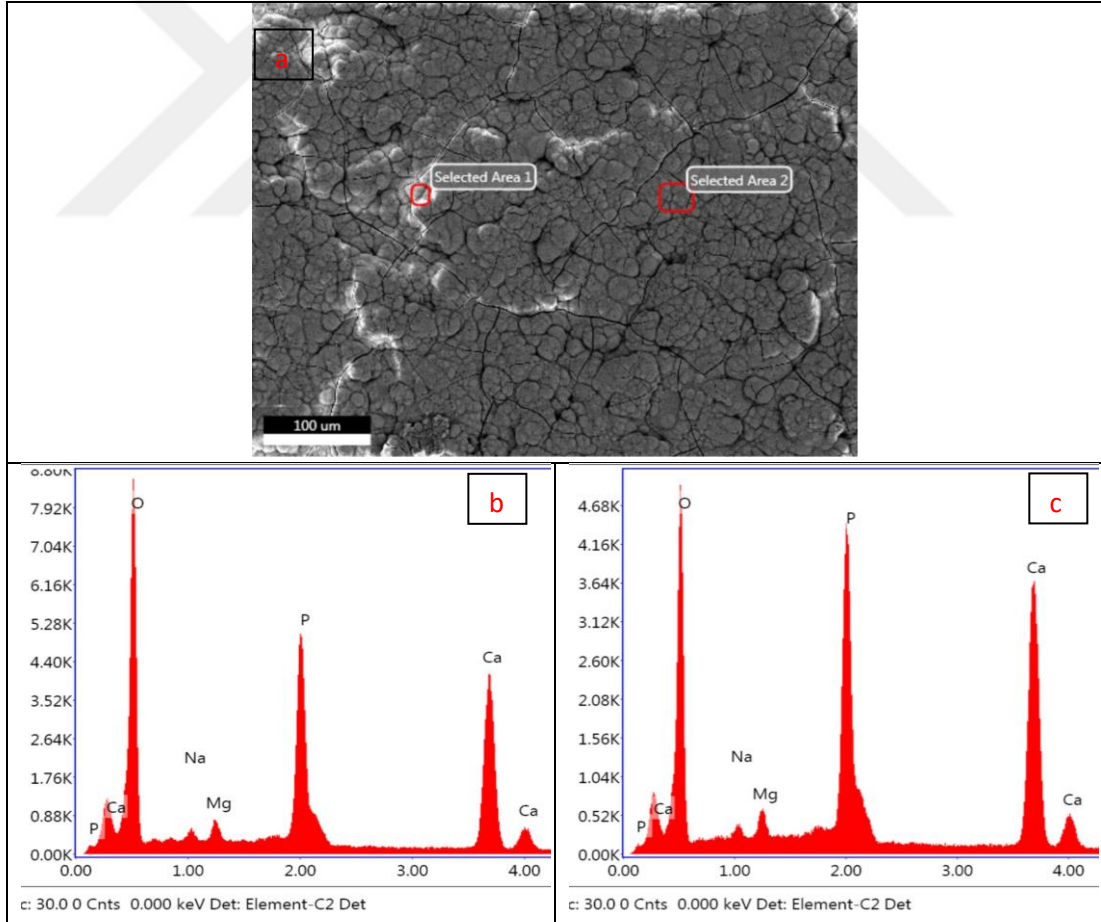 a
Selected Area 1
Selected Area 2
100 um
b
8.80K
7.92K
7.04K
6.16K
5.28K
4.40K
3.52K
2.64K
1.76K
0.88K
0.00K
O
P
Ca
Na
Mg
Ca
Ca
P
0.00 1.00 2.00 3.00 4.00
c: 30.0 0 Cnts 0.000 keV Det: Element-C2 Det
c
4.68K
4.16K
3.64K
3.12K
2.60K
2.08K
1.56K
1.04K
0.52K
0.00K
O
P
Ca
Na
Mg
Ca
Ca
P
0.00 1.00 2.00 3.00 4.00
c: 30.0 0 Cnts 0.000 keV Det: Element-C2 Det